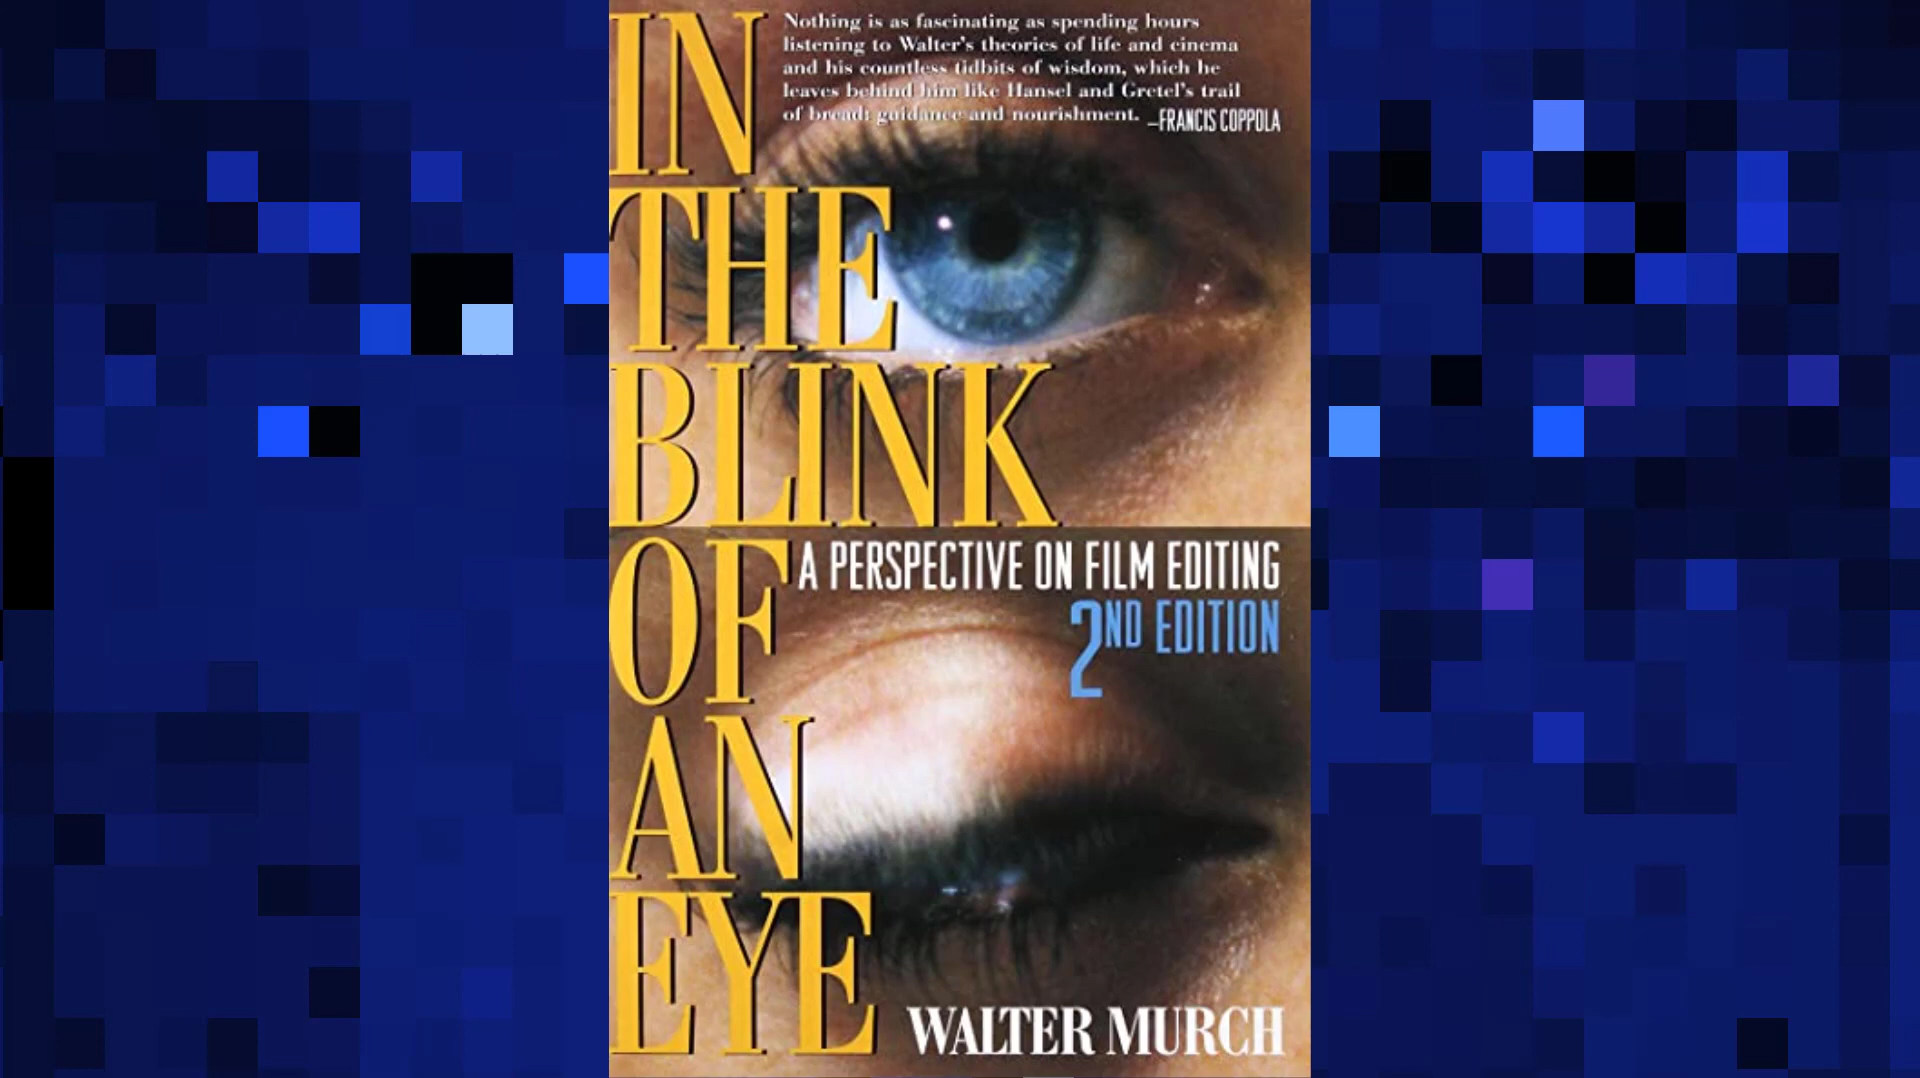 IN
THE
BLINK
OF
AN
EYE
Nothing is as fascinating as spending hours
listening to Walter's theories of life and cinema
and his countless tidbits of wisdom, which he
leaves behind him like Hansel and Gretel's trail
of bread: guidance and nourishment. –FRANCIS COPPOLA
A PERSPECTIVE ON FILM EDITING
2ND EDITION
WALTER MURCH